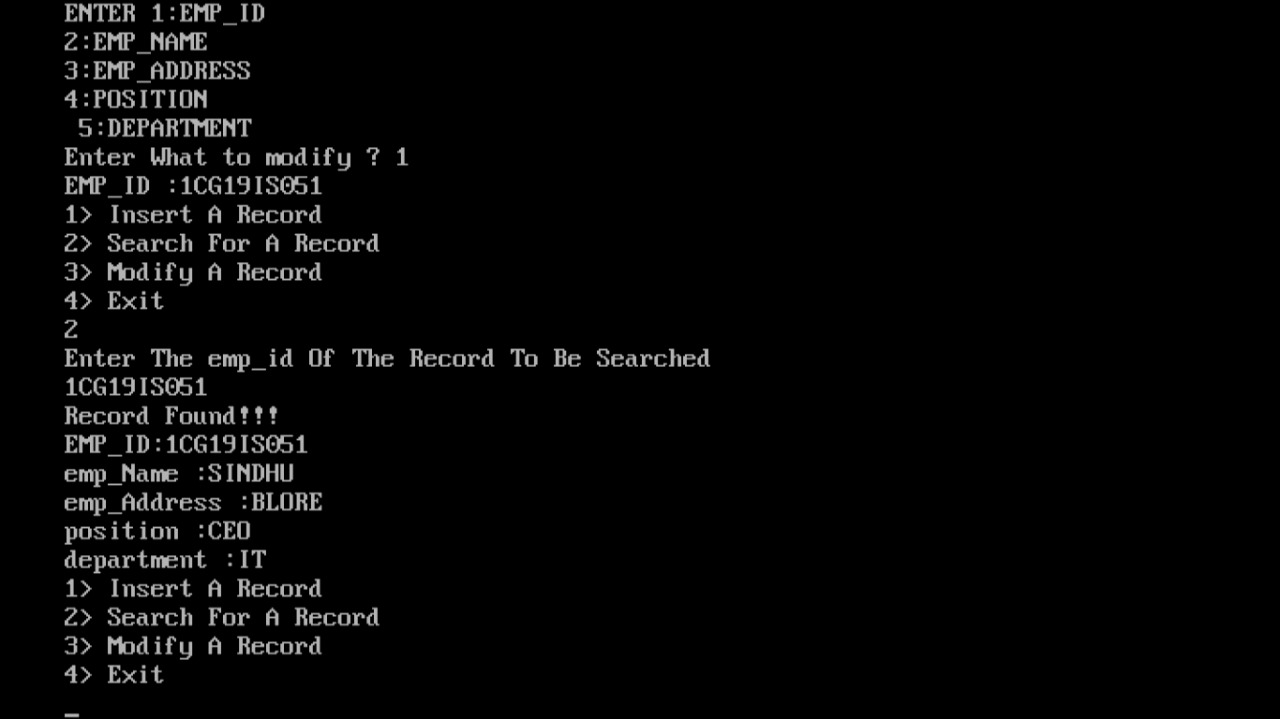 ENTER 1:EMP_ID
2:EMP_NAME
3:EMP_ADDRESS
4:POSITION
 5:DEPARTMENT
Enter What to modify ? 1
EMP_ID :1CG19IS051
1> Insert A Record
2> Search For A Record
3> Modify A Record
4> Exit
2
Enter The emp_id Of The Record To Be Searched
1CG19IS051
Record Found!!!
EMP_ID:1CG19IS051
emp_Name :SINDHU
emp_Address :BLORE
position :CEO
department :IT
1> Insert A Record
2> Search For A Record
3> Modify A Record
4> Exit
_